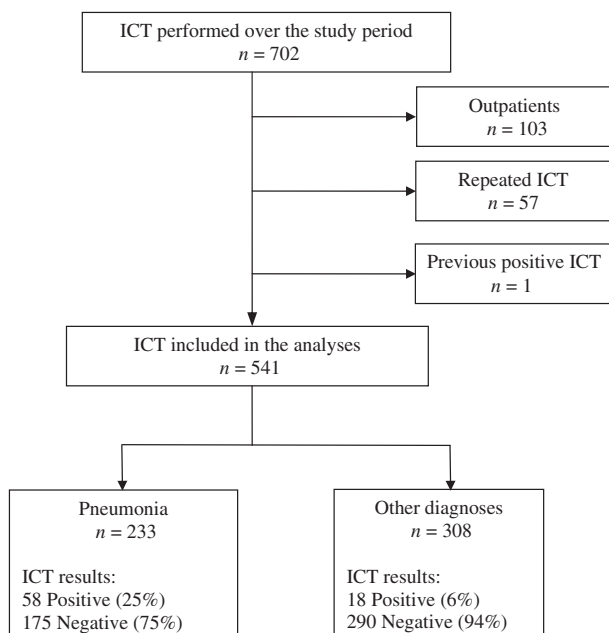 ICT performed over the study period
n = 702
Outpatients
n = 103
Repeated ICT
n = 57
Previous positive ICT
n = 1
ICT included in the analyses
n = 541
Pneumonia
n = 233
ICT results:
58 Positive (25%)
175 Negative (75%)
Other diagnoses
n = 308
ICT results:
18 Positive (6%)
290 Negative (94%)